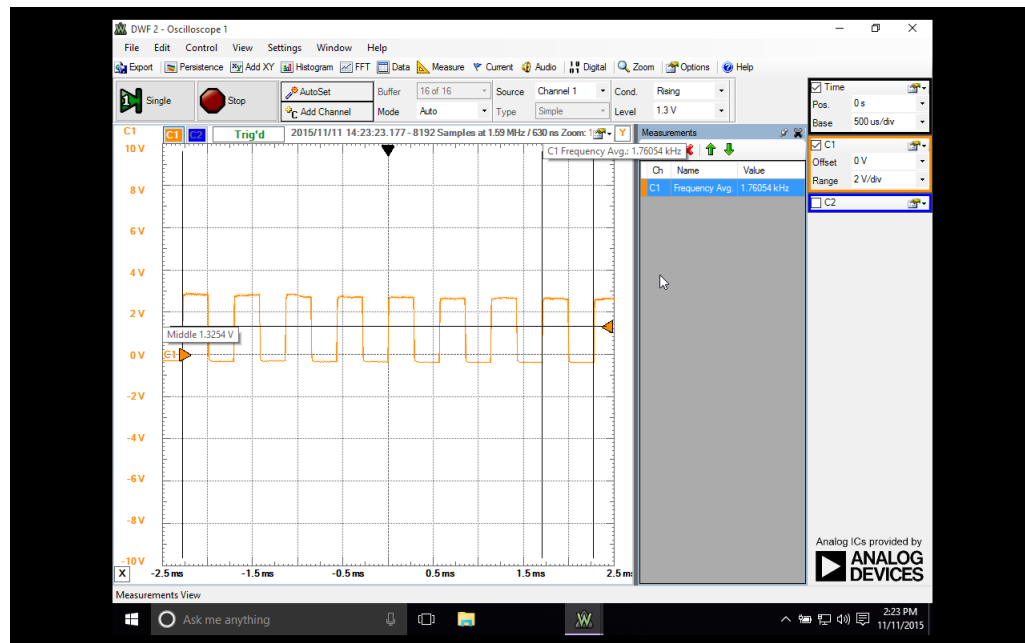 DWF 2 - Oscilloscope 1
File Edit Control View Settings Window Help
Export Persistence Add XY Histogram FFT Data Measure Current Audio Digital Zoom Options Help
Single Stop AutoSet Buffer 16 of 16 Source Channel 1 Cond. Rising
Add Channel Mode Auto Type Simple Level 1.3 V
Time
Pos. 0 s
Base 500 us/div
C1
Offset 0 V
Range 2 V/div
C2
C1 C1 C2 Trig'd 2015/11/11 14:23:23.177 - 8192 Samples at 1.59 MHz / 630 ns Zoom: Y
C1 Frequency Avg.: 1.76054 kHz
Measurements
Ch Name Value
C1 Frequency Avg. 1.76054 kHz
10 V
8 V
6 V
4 V
2 V
Middle 1.3254 V
0 V
C1
-2 V
-4 V
-6 V
-8 V
-10 V
X -2.5 ms -1.5 ms -0.5 ms 0.5 ms 1.5 ms 2.5 ms
Analog ICs provided by
ANALOG
DEVICES
Measurements View
Ask me anything
2:23 PM
11/11/2015